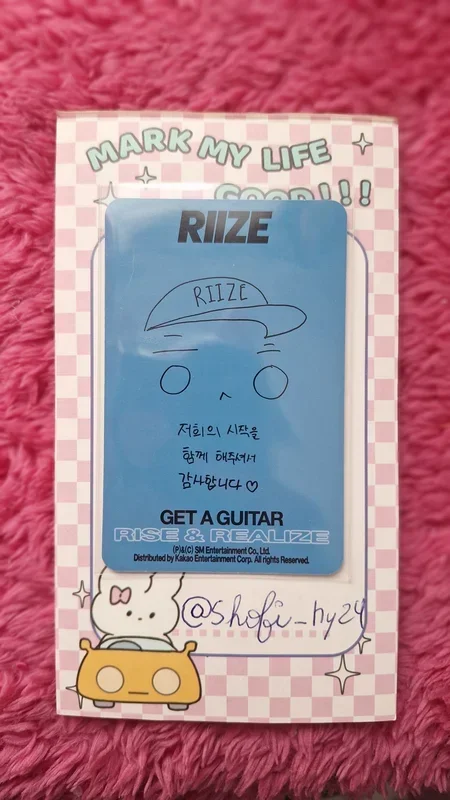 MARK MY LIFE
GOOD!!!
RIIZE
RIIZE
저희의 시작을
함께 해주셔서
감사합니다♡
GET A GUITAR
RISE & REALIZE
(P)&(C) SM Entertainment Co., Ltd.
Distributed by Kakao Entertainment Corp. All rights Reserved.
@shofi_ny24